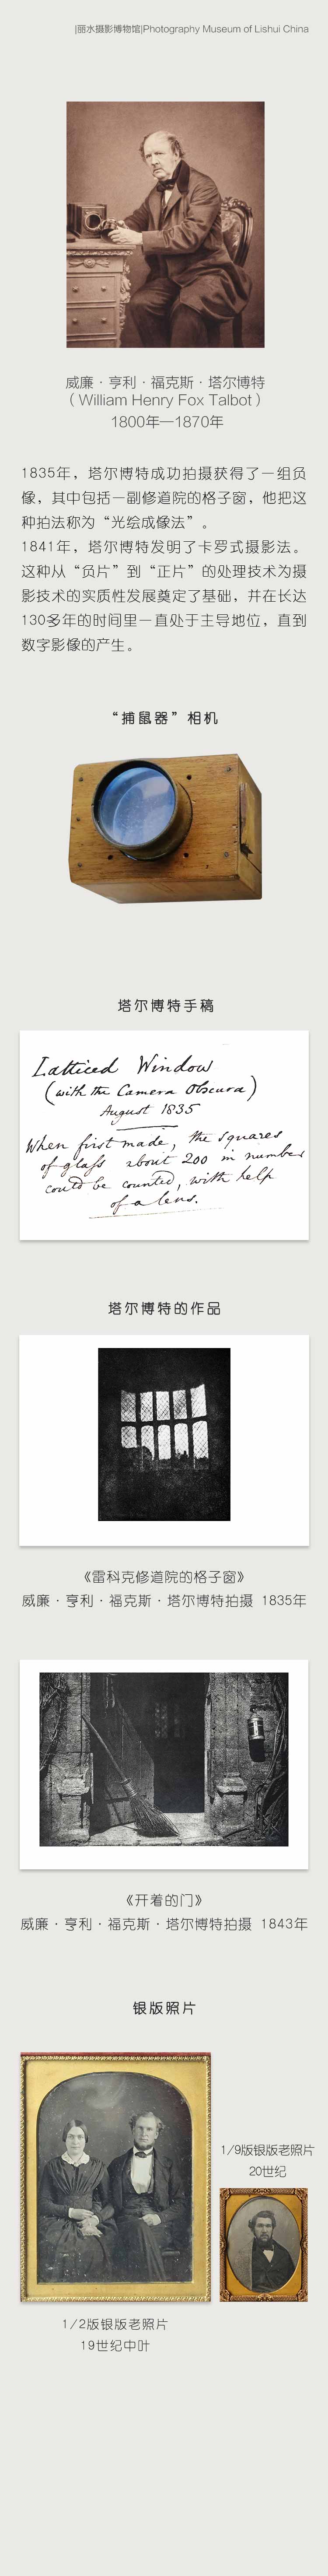 |丽水摄影博物馆|Photography Museum of Lishui China
威廉·亨利·福克斯·塔尔博特
（William Henry Fox Talbot）
1800年—1870年
1835年，塔尔博特成功拍摄获得了一组负
像，其中包括一副修道院的格子窗，他把这
种拍法称为“光绘成像法”。
1841年，塔尔博特发明了卡罗式摄影法。
这种从“负片”到“正片”的处理技术为摄
影技术的实质性发展奠定了基础，并在长达
130多年的时间里一直处于主导地位，直到
数字影像的产生。
“捕鼠器”相机
塔尔博特手稿
Latticed Window
(with the Camera Obscura)
August 1835
When first made, the squares
of glass about 200 in number
could be counted, with help
of a lens.
塔尔博特的作品
《雷科克修道院的格子窗》
威廉·亨利·福克斯·塔尔博特拍摄 1835年
《开着的门》
威廉·亨利·福克斯·塔尔博特拍摄 1843年
银版照片
1/9版银版老照片
20世纪
1/2版银版老照片
19世纪中叶